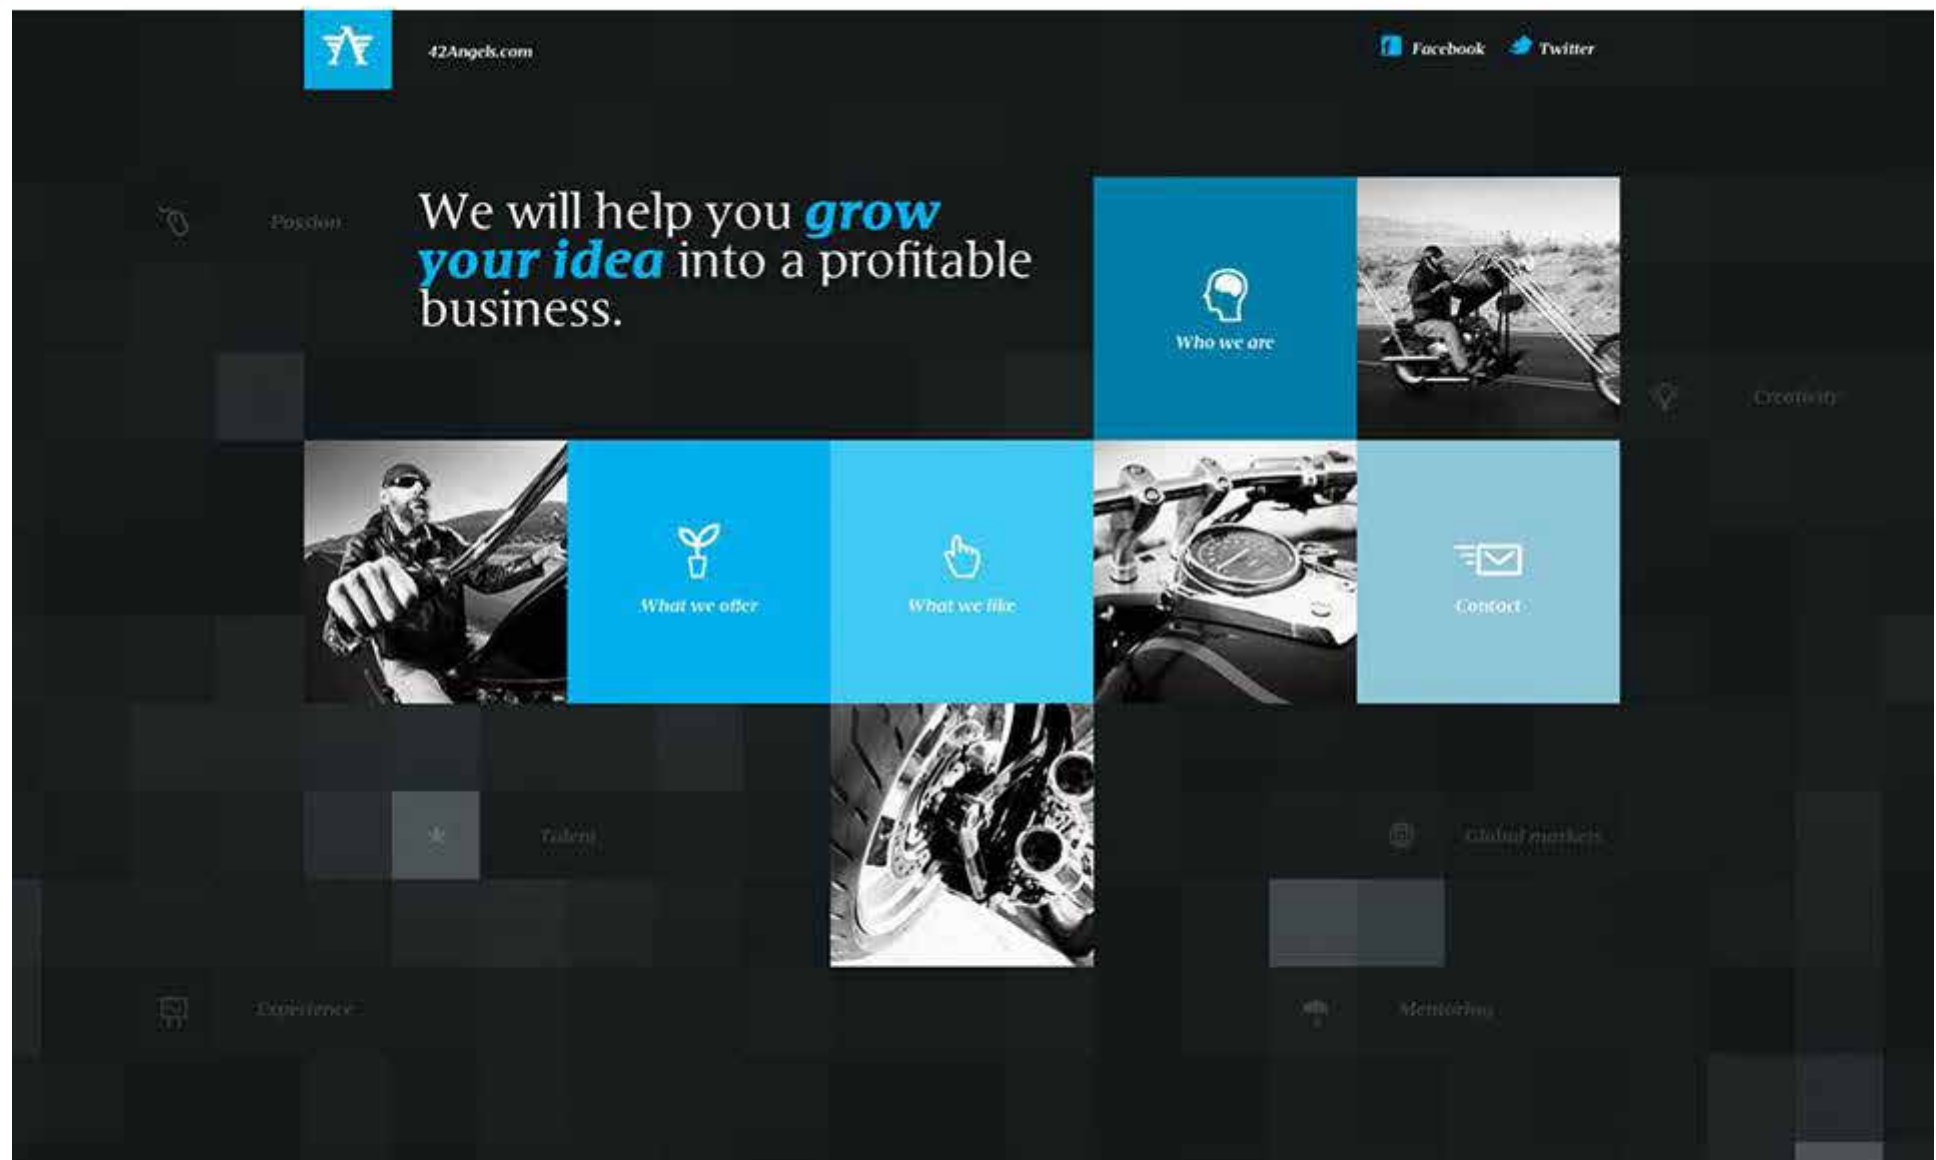 42Angels.com
Facebook
Twitter
Passion
We will help you grow
your idea into a profitable
business.
Who we are
Creativity
What we offer
What we like
Contact
Talent
Global markets
Experience
Mentoring